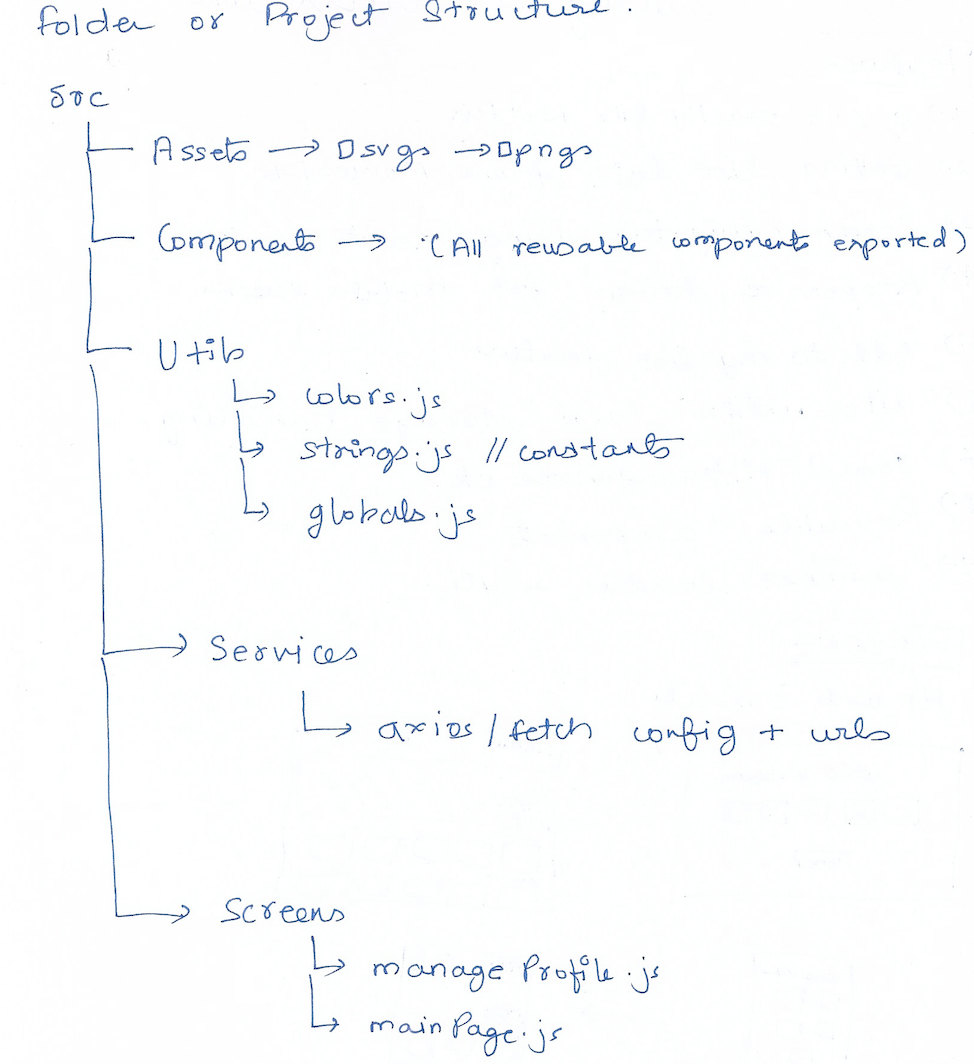 folder or Project Structure.
src
Assets → svgs → pngs
Components → (All reusable components exported)
Utils
colors.js
strings.js // constants
globals.js
Services
axios / fetch config + urls
Screens
manage Profile.js
main Page.js